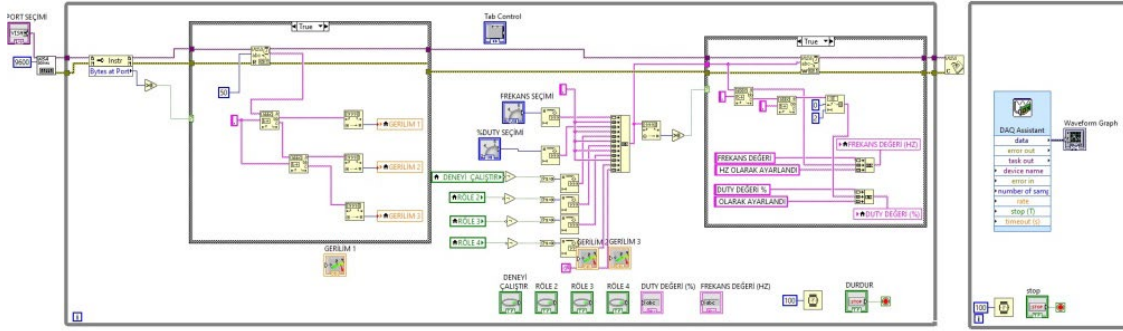 PORT SEÇİMİ
9600
Instr
Bytes at Port
True
50
GERİLİM 1
GERİLİM 2
GERİLİM 3
GERİLİM 1
Tab Control
FREKANS SEÇİMİ
%DUTY SEÇİMİ
DENEYİ ÇALIŞTIR
RÖLE 2
RÖLE 3
RÖLE 4
GERİLİM 3
True
0
FREKANS DEĞERİ (HZ)
FREKANS DEĞERİ
HZ OLARAK AYARLANDI
DUTY DEĞERİ %
OLARAK AYARLANDI
DUTY DEĞERİ (%)
DENEYİ
ÇALIŞTIR
RÖLE 2
RÖLE 3
RÖLE 4
DUTY DEĞERİ (%)
FREKANS DEĞERİ (HZ)
100
DURDUR
i
DAQ Assistant
data
error out
task out
device name
error in
number of samp
rate
stop (T)
timeout (s)
Waveform Graph
100
stop
i